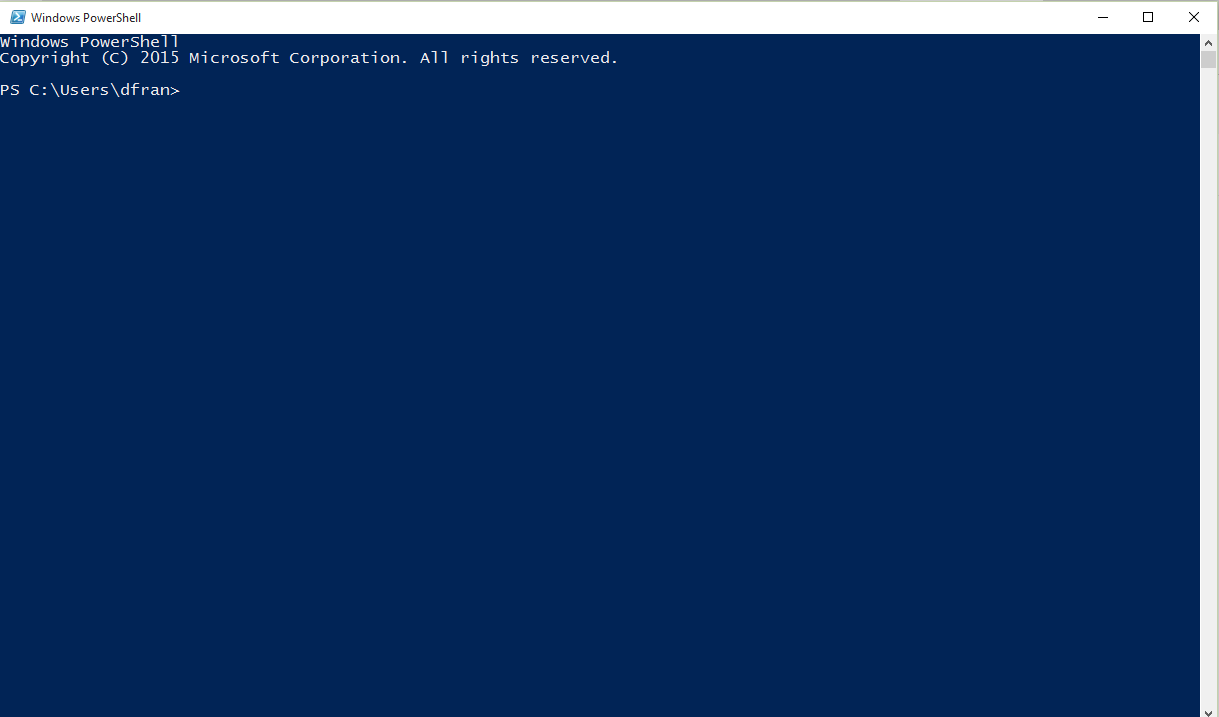 Windows PowerShell
Windows PowerShell
Copyright (C) 2015 Microsoft Corporation. All rights reserved.
PS C:\Users\dfran>